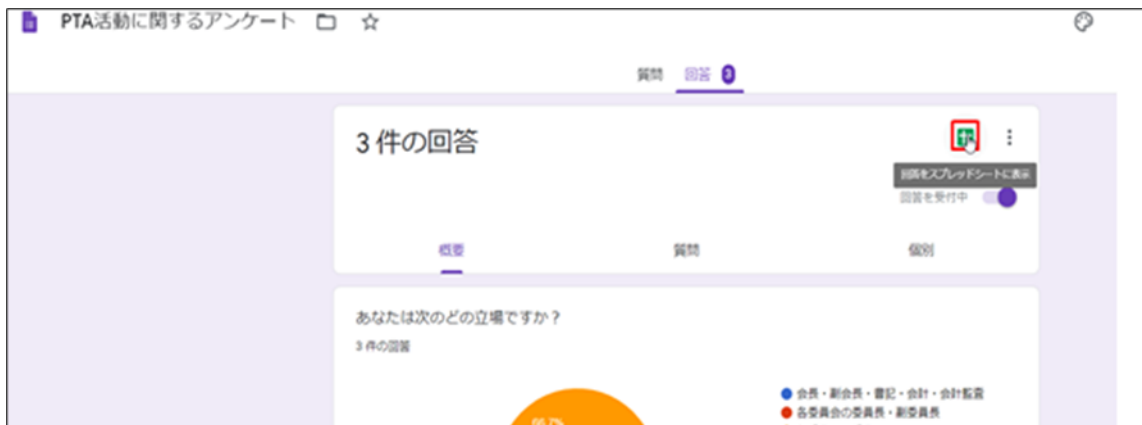 PTA活動に関するアンケート
質問 回答 3
3 件の回答
回答をスプレッドシートに表示
回答を受付中
概要 質問 個別
あなたは次のどの立場ですか？
3 件の回答
会長・副会長・書記・会計・会計監査
各委員会の委員長・副委員長